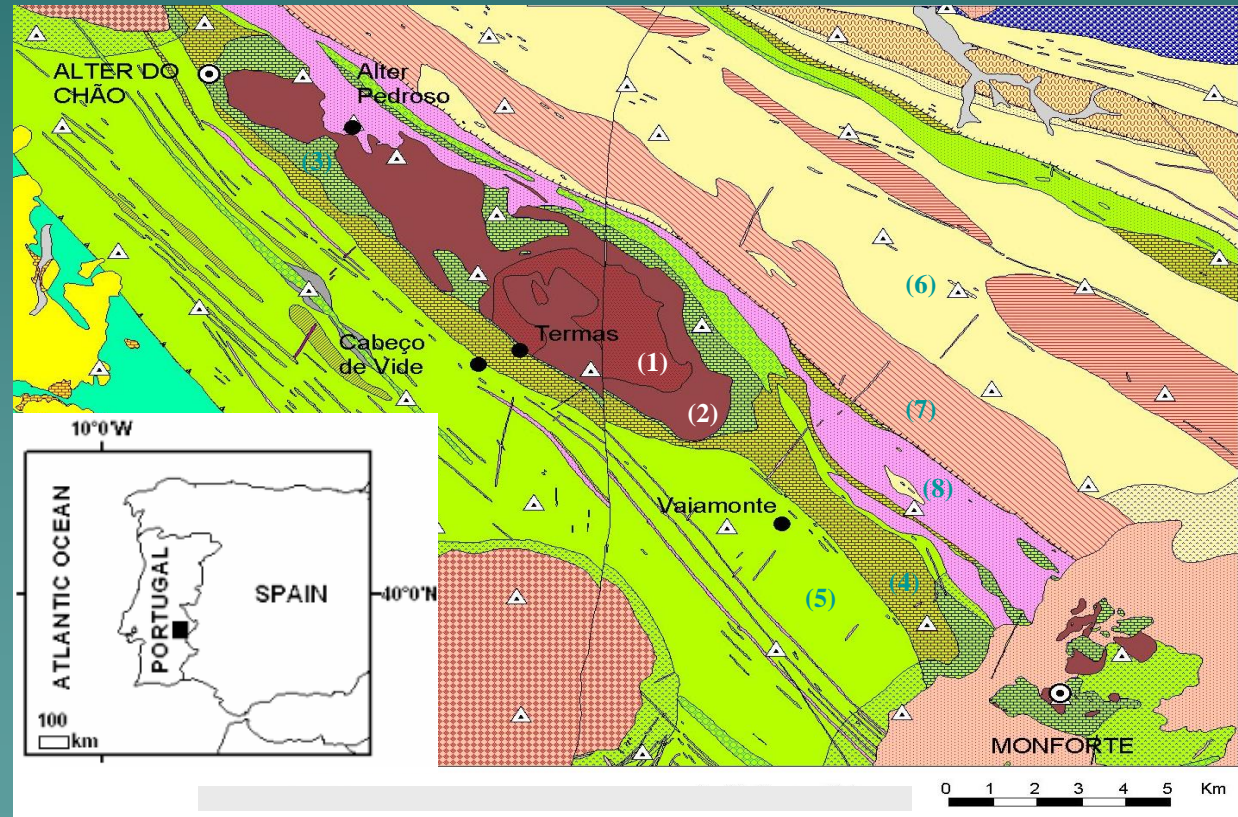 ALTER DO
CHÃO
Alter
Pedroso
(3)
(6)
Cabeço
de Vide
Termas
(1)
(2)
(7)
(8)
Vaiamonte
(4)
(5)
MONFORTE
10°0'W
ATLANTIC OCEAN
PORTUGAL
SPAIN
40°0'N
100
km
0 1 2 3 4 5 Km